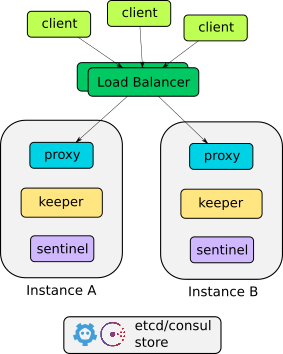 client
client
client
Load Balancer
proxy
keeper
sentinel
Instance A
proxy
keeper
sentinel
Instance B
etcd/consul
store